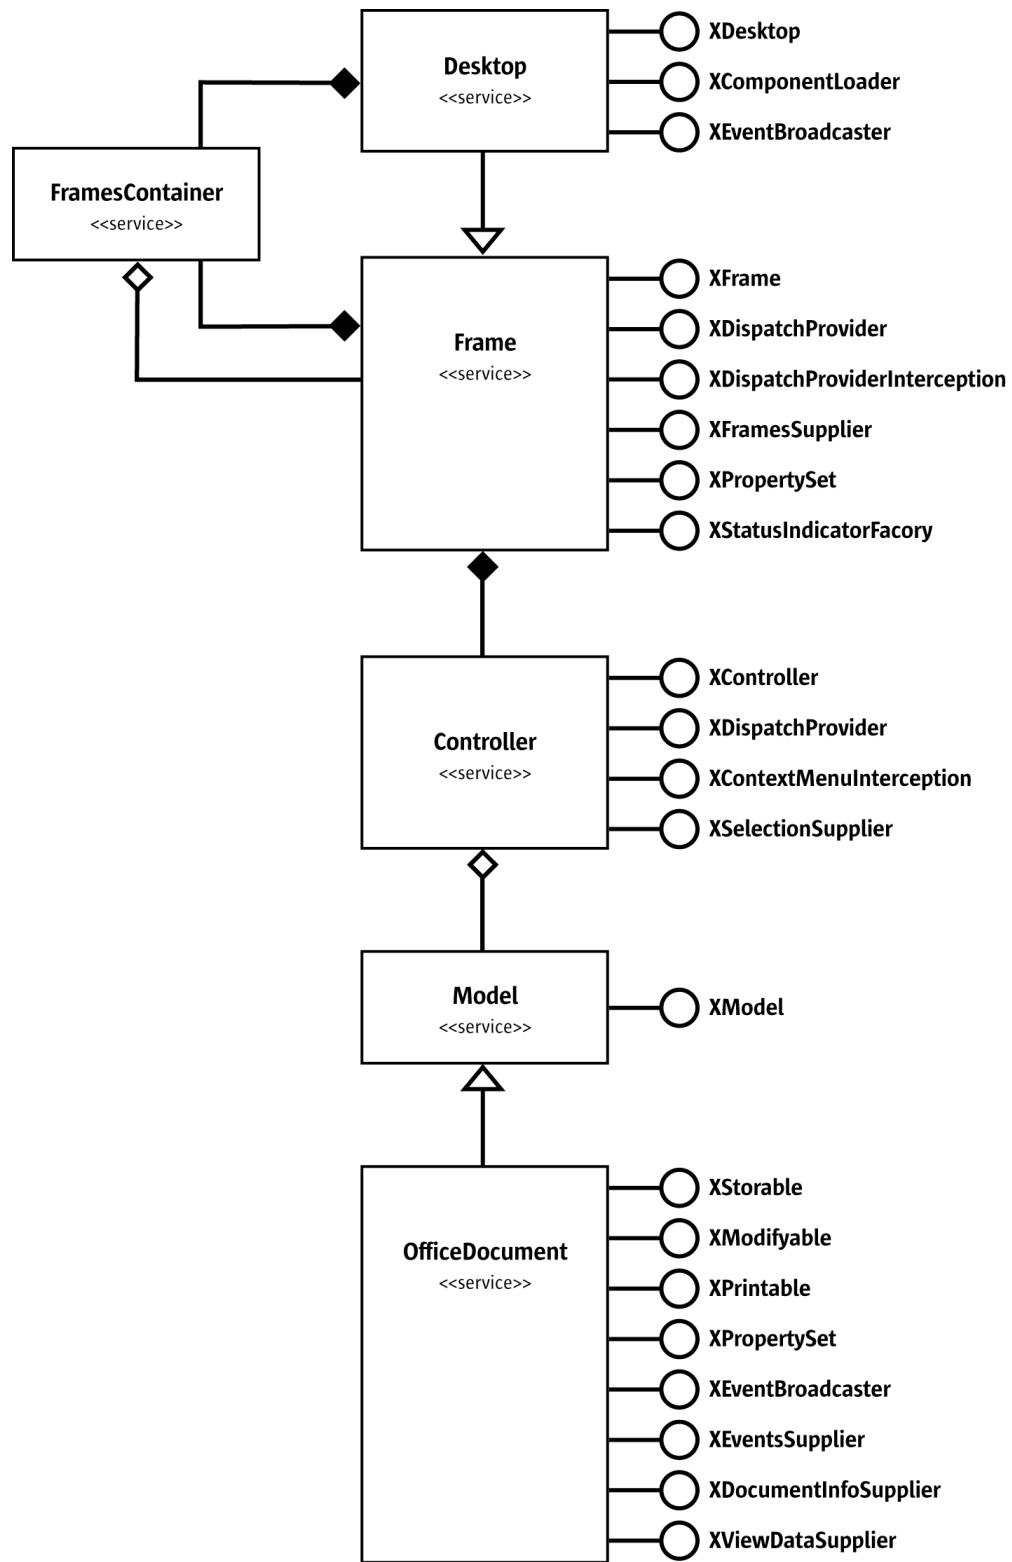 Desktop
<<service>>
XDesktop
XComponentLoader
XEventBroadcaster
FramesContainer
<<service>>
Frame
<<service>>
XFrame
XDispatchProvider
XDispatchProviderInterception
XFramesSupplier
XPropertySet
XStatusIndicatorFacory
Controller
<<service>>
XController
XDispatchProvider
XContextMenuInterception
XSelectionSupplier
Model
<<service>>
XModel
OfficeDocument
<<service>>
XStorable
XModifyable
XPrintable
XPropertySet
XEventBroadcaster
XEventsSupplier
XDocumentInfoSupplier
XViewDataSupplier